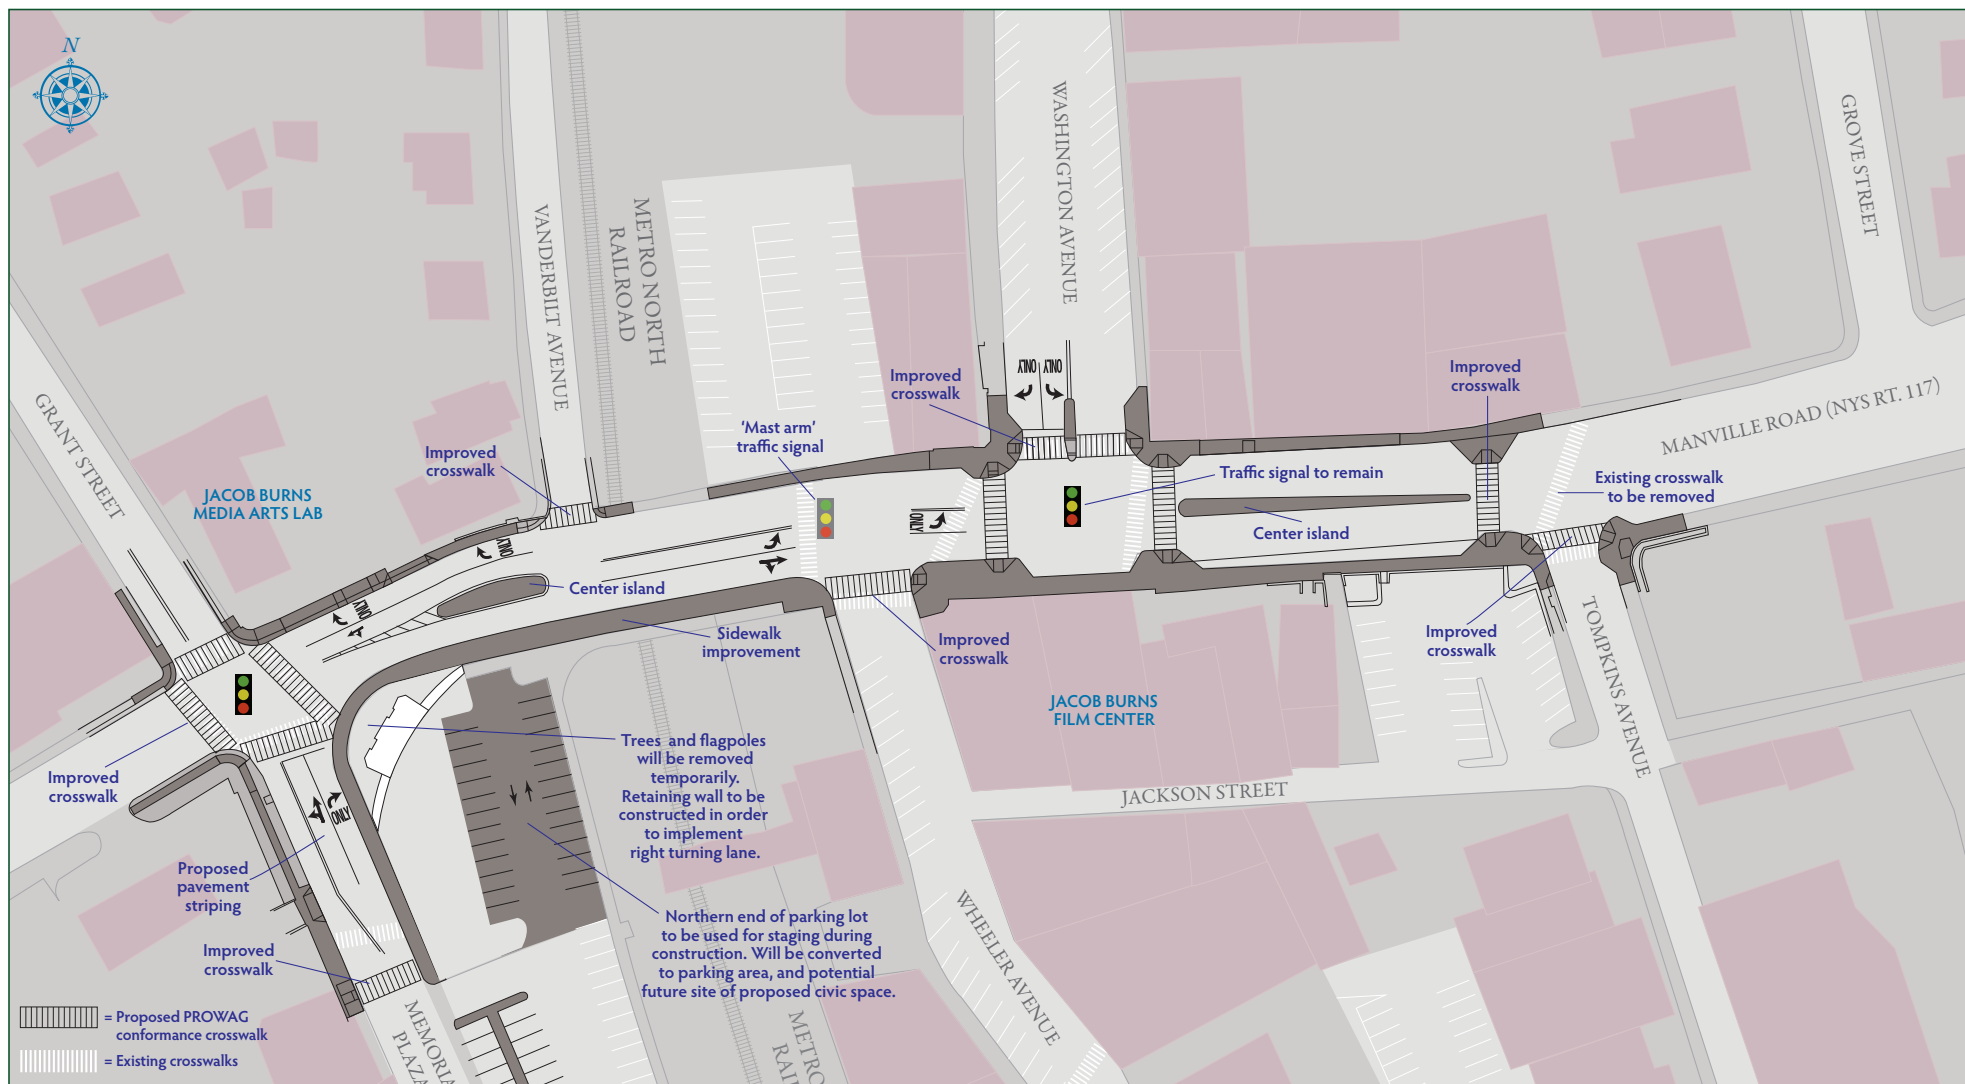 N
GRANT STREET
JACOB BURNS
MEDIA ARTS LAB
VANDERBILT AVENUE
METRO NORTH
RAILROAD
WASHINGTON AVENUE
GROVE STREET
MANVILLE ROAD (NYS RT. 117)
Improved
crosswalk
'Mast arm'
traffic signal
Improved
crosswalk
ONLY
ONLY
Improved
crosswalk
Traffic signal to remain
Existing crosswalk
to be removed
Center island
ONLY
ONLY
ONLY
Center island
Sidewalk
improvement
Improved
crosswalk
Improved
crosswalk
TOMPKINS AVENUE
JACOB BURNS
FILM CENTER
JACKSON STREET
Improved
crosswalk
Trees and flagpoles
will be removed
temporarily.
Retaining wall to be
constructed in order
to implement
right turning lane.
ONLY
Proposed
pavement
striping
Improved
crosswalk
Northern end of parking lot
to be used for staging during
construction. Will be converted
to parking area, and potential
future site of proposed civic space.
WHEELER AVENUE
MEMORIA
PLAZA
METRO
RAI
= Proposed PROWAG
conformance crosswalk
= Existing crosswalks